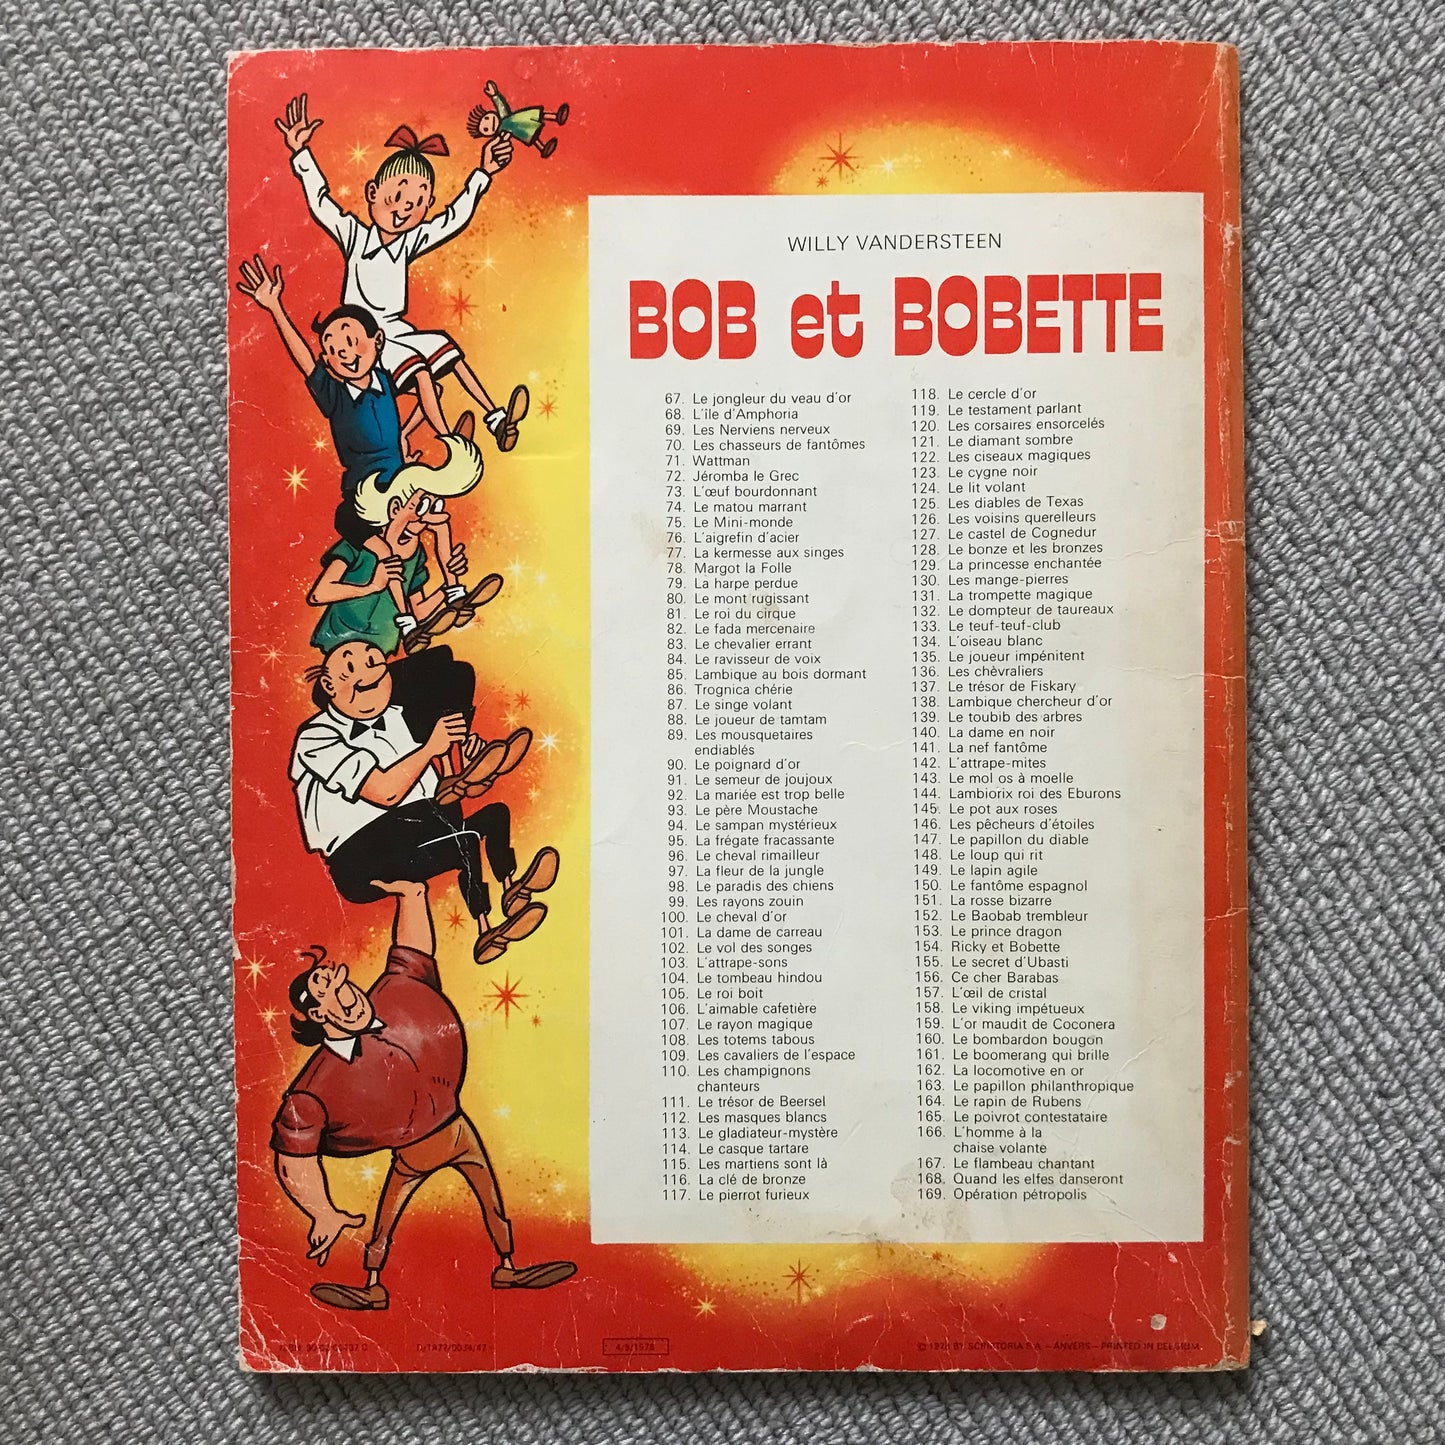 WILLY VANDERSTEEN
BOB et BOBETTE
67. Le jongleur du veau d'or
68. L'île d'Amphoria
69. Les Nerviens nerveux
70. Les chasseurs de fantômes
71. Wattman
72. Jéromba le Grec
73. L'œuf bourdonnant
74. Le matou marrant
75. Le Mini-monde
76. L'aigrefin d'acier
77. La kermesse aux singes
78. Margot la Folle
79. La harpe perdue
80. Le mont rugissant
81. Le roi du cirque
82. Le fada mercenaire
83. Le chevalier errant
84. Le ravisseur de voix
85. Lambique au bois dormant
86. Trognica chérie
87. Le singe volant
88. Le joueur de tamtam
89. Les mousquetaires
endiablés
90. Le poignard d'or
91. Le semeur de joujoux
92. La mariée est trop belle
93. Le père Moustache
94. Le sampan mystérieux
95. La frégate fracassante
96. Le cheval rimailleur
97. La fleur de la jungle
98. Le paradis des chiens
99. Les rayons zouin
100. Le cheval d'or
101. La dame de carreau
102. Le vol des songes
103. L'attrape-sons
104. Le tombeau hindou
105. Le roi boit
106. L'aimable cafetière
107. Le rayon magique
108. Les totems tabous
109. Les cavaliers de l'espace
110. Les champignons
chanteurs
111. Le trésor de Beersel
112. Les masques blancs
113. Le gladiateur-mystère
114. Le casque tartare
115. Les martiens sont là
116. La clé de bronze
117. Le pierrot furieux
118. Le cercle d'or
119. Le testament parlant
120. Les corsaires ensorcelés
121. Le diamant sombre
122. Les ciseaux magiques
123. Le cygne noir
124. Le lit volant
125. Les diables de Texas
126. Les voisins querelleurs
127. Le castel de Cognedur
128. Le bonze et les bronzes
129. La princesse enchantée
130. Les mange-pierres
131. La trompette magique
132. Le dompteur de taureaux
133. Le teuf-teuf-club
134. L'oiseau blanc
135. Le joueur impénitent
136. Les chèvraliers
137. Le trésor de Fiskary
138. Lambique chercheur d'or
139. Le toubib des arbres
140. La dame en noir
141. La nef fantôme
142. L'attrape-mites
143. Le mol os à moelle
144. Lambiorix roi des Eburons
145. Le pot aux roses
146. Les pêcheurs d'étoiles
147. Le papillon du diable
148. Le loup qui rit
149. Le lapin agile
150. Le fantôme espagnol
151. La rosse bizarre
152. Le Baobab trembleur
153. Le prince dragon
154. Ricky et Bobette
155. Le secret d'Ubasti
156. Ce cher Barabas
157. L'œil de cristal
158. Le viking impétueux
159. L'or maudit de Coconera
160. Le bombardon bougon
161. Le boomerang qui brille
162. La locomotive en or
163. Le papillon philanthropique
164. Le rapin de Rubens
165. Le poivrot contestataire
166. L'homme à la
chaise volante
167. Le flambeau chantant
168. Quand les elfes danseront
169. Opération pétropolis
ISBN
D/1977/0034/47
4/9/1978
© 1978 BY SCRIPTORIA S.A. – ANVERS – PRINTED IN BELGIUM